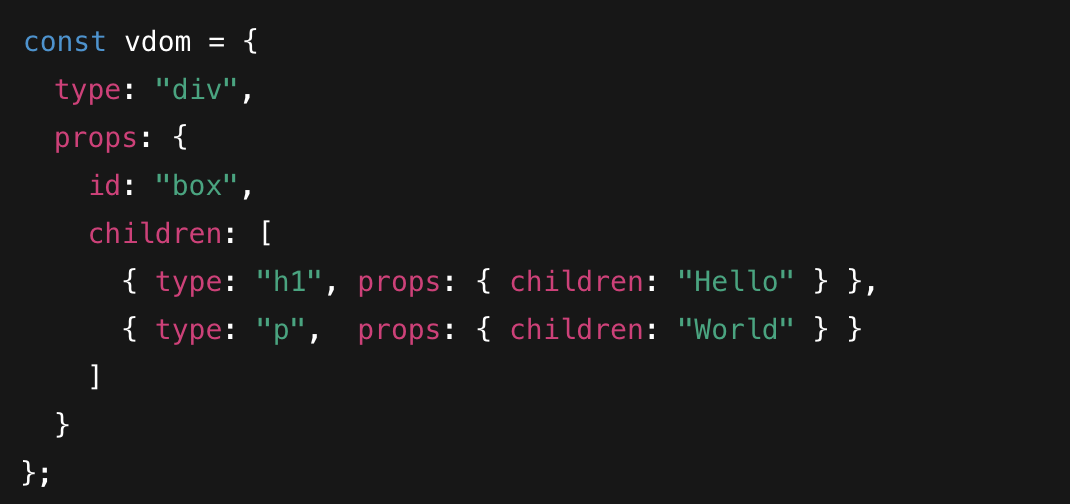 const vdom = {
  type: "div",
  props: {
    id: "box",
    children: [
      { type: "h1", props: { children: "Hello" } },
      { type: "p",  props: { children: "World" } }
    ]
  }
};